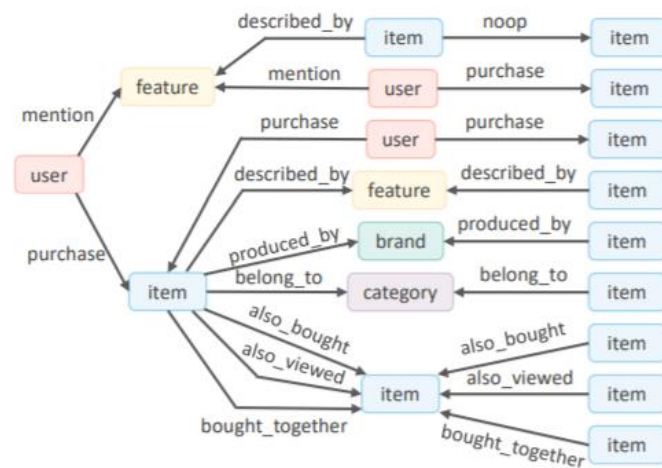 described_by
item
noop
item
feature
mention
user
purchase
item
mention
purchase
user
purchase
item
user
described_by
feature
described_by
item
purchase
produced_by
brand
produced_by
item
item
belong_to
category
belong_to
item
also_bought
also_bought
item
also_viewed
item
also_viewed
item
bought_together
bought_together
item